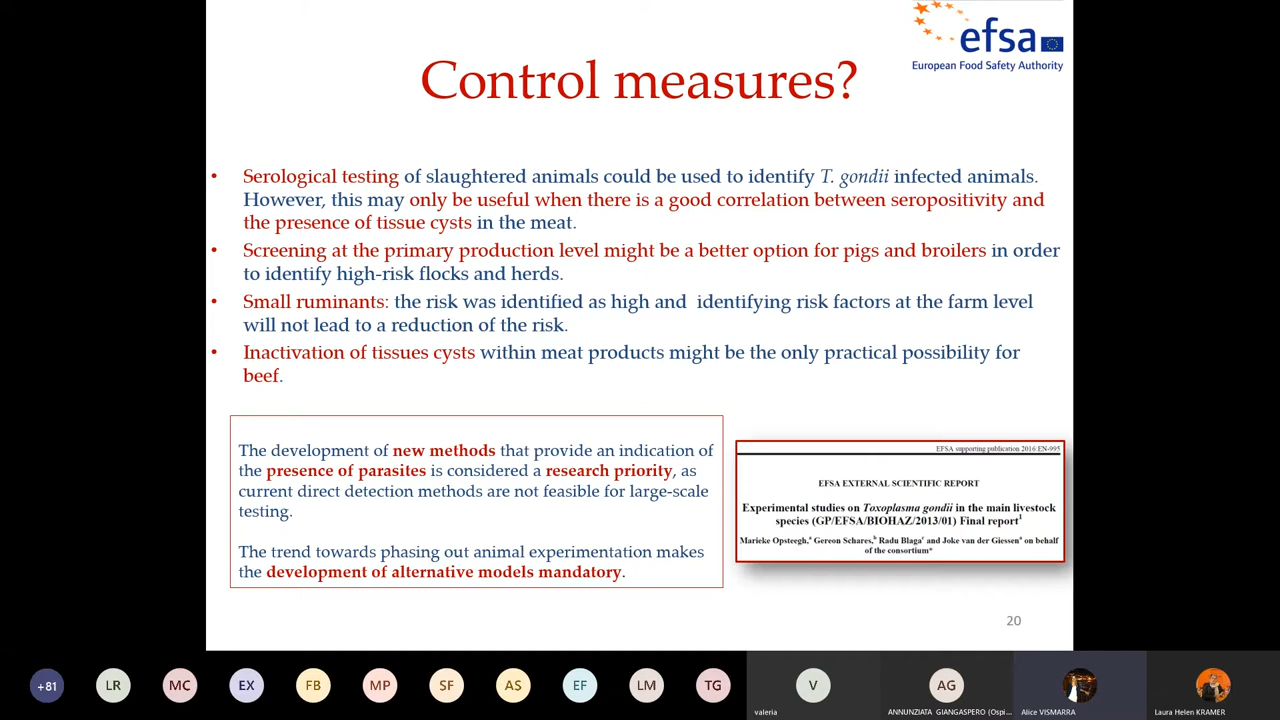 efsa
European Food Safety Authority
Control measures?
• Serological testing of slaughtered animals could be used to identify T. gondii infected animals.
However, this may only be useful when there is a good correlation between seropositivity and
the presence of tissue cysts in the meat.
• Screening at the primary production level might be a better option for pigs and broilers in order
to identify high-risk flocks and herds.
• Small ruminants: the risk was identified as high and identifying risk factors at the farm level
will not lead to a reduction of the risk.
• Inactivation of tissues cysts within meat products might be the only practical possibility for
beef.
The development of new methods that provide an indication of
the presence of parasites is considered a research priority, as
current direct detection methods are not feasible for large-scale
testing.
The trend towards phasing out animal experimentation makes
the development of alternative models mandatory.
EFSA supporting publication 2016:EN-995
EFSA EXTERNAL SCIENTIFIC REPORT
Experimental studies on Toxoplasma gondii in the main livestock
species (GP/EFSA/BIOHAZ/2013/01) Final report¹
Marieke Opsteegh,ᵃ Gereon Schares,ᵇ Radu Blagaᶜ and Joke van der Giessenᵃ on behalf
of the consortium*
20
+81
LR
MC
EX
FB
MP
SF
AS
EF
LM
TG
V
AG
valeria
ANNUNZIATA GIANGASPERO (Ospi...
Alice VISMARRA
Laura Helen KRAMER